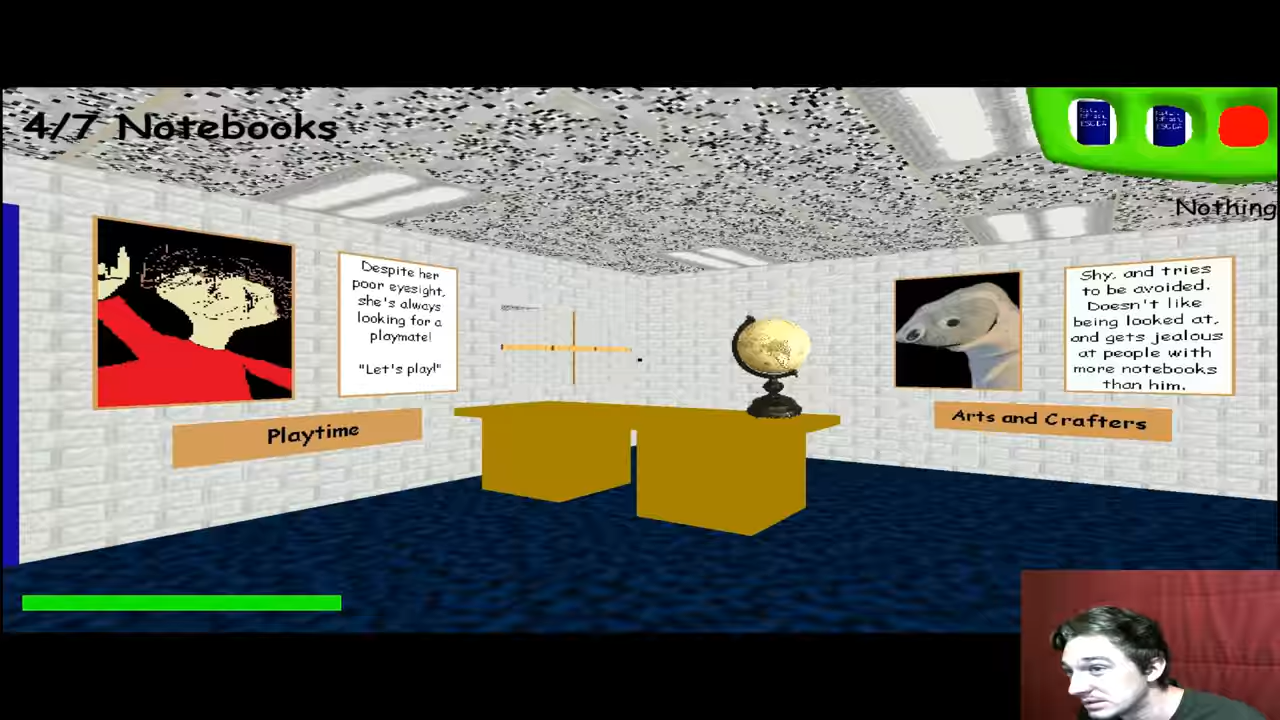 4/7 Notebooks
Nothing
Despite her
poor eyesight,
she's always
looking for a
playmate!
"Let's play!"
Playtime
Shy, and tries
to be avoided.
Doesn't like
being looked at,
and gets jealous
at people with
more notebooks
than him.
Arts and Crafters